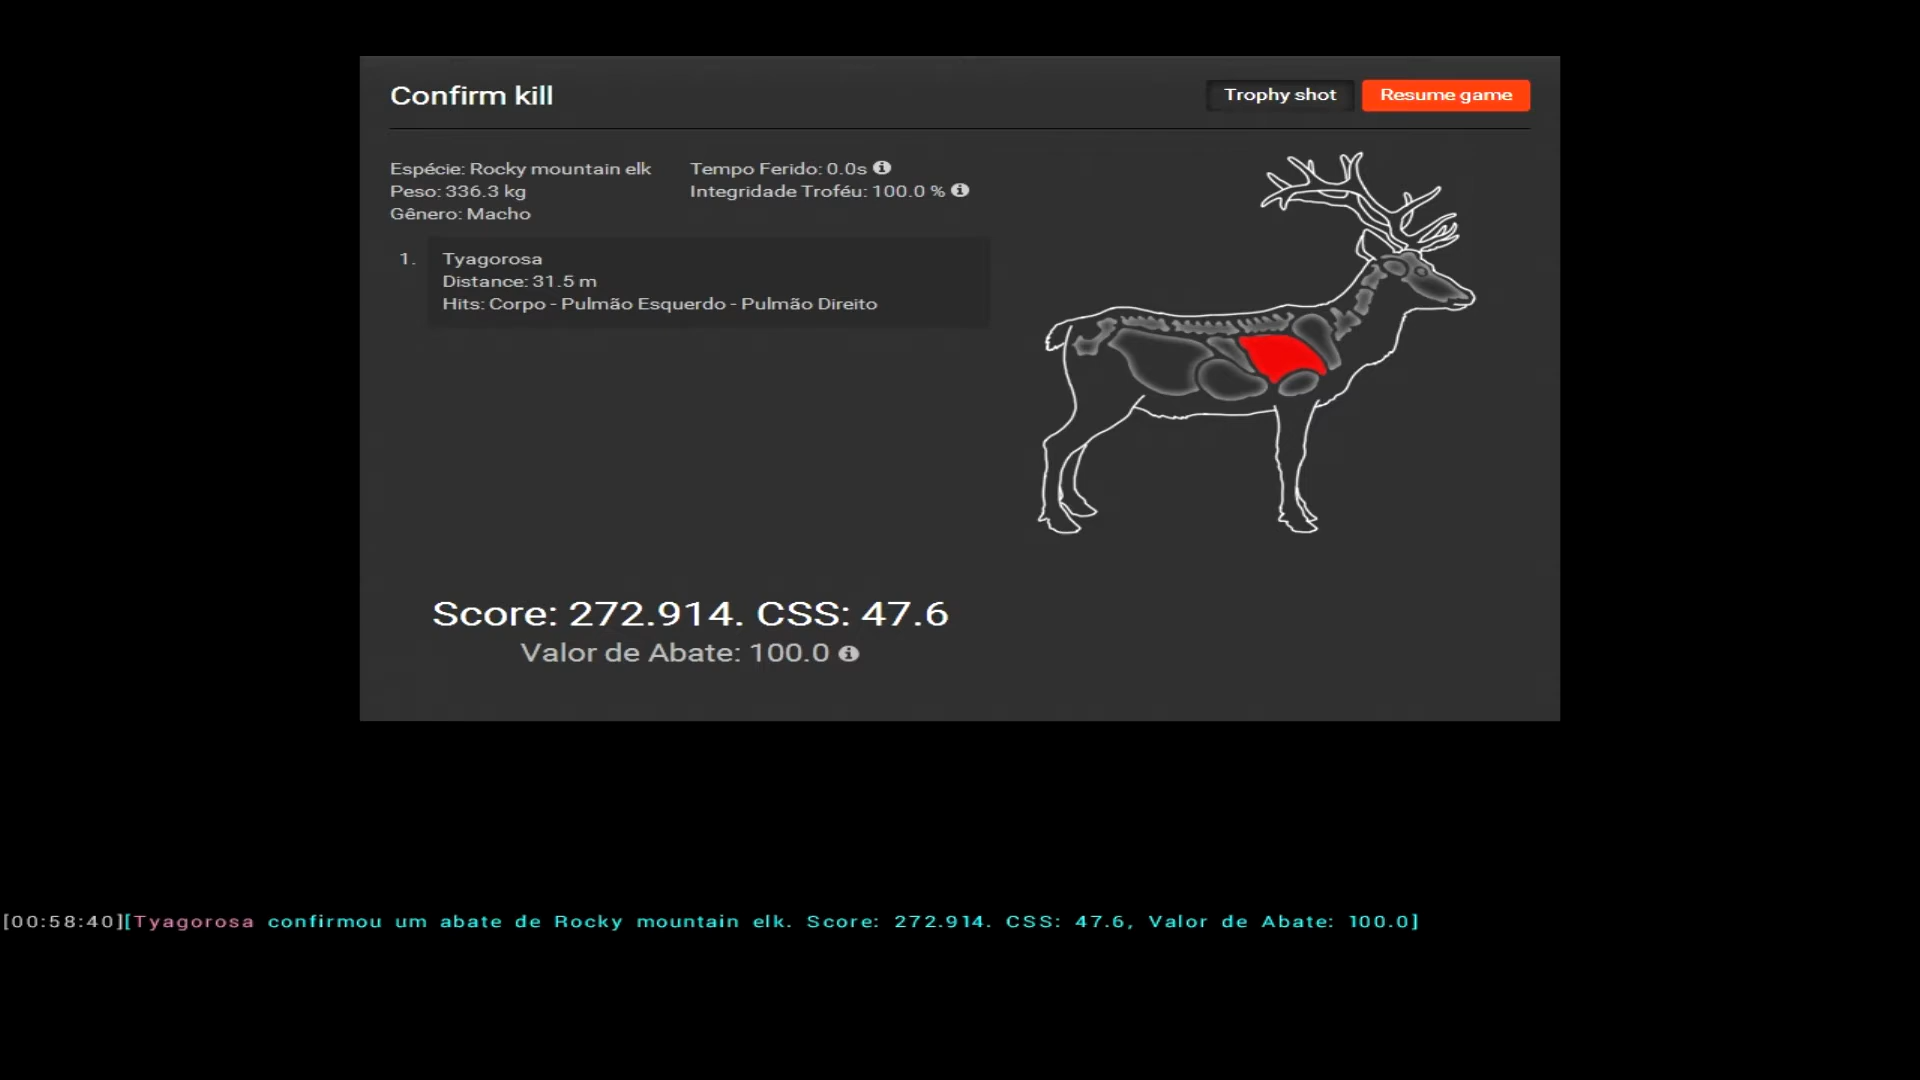 Confirm kill
Trophy shot
Resume game
Espécie: Rocky mountain elk
Peso: 336.3 kg
Gênero: Macho
Tempo Ferido: 0.0s
Integridade Troféu: 100.0 %
1.
Tyagorosa
Distance: 31.5 m
Hits: Corpo - Pulmão Esquerdo - Pulmão Direito
Score: 272.914. CSS: 47.6
Valor de Abate: 100.0
[00:58:40][Tyagorosa confirmou um abate de Rocky mountain elk. Score: 272.914. CSS: 47.6, Valor de Abate: 100.0]